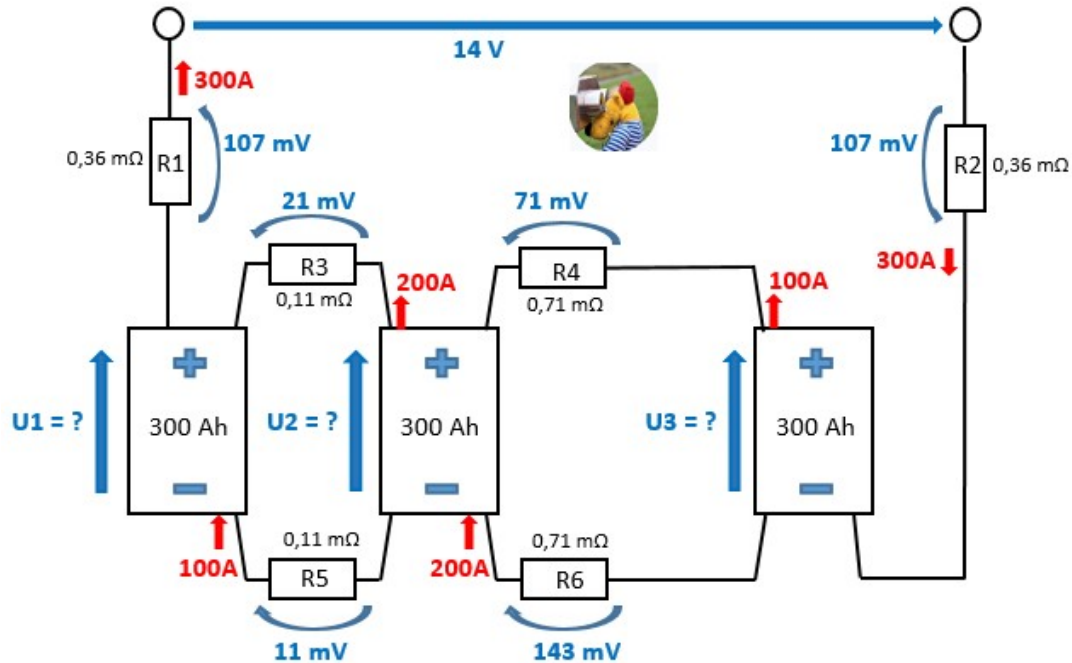 14 V
300A
107 mV
0,36 mΩ
R1
107 mV
R2
0,36 mΩ
21 mV
71 mV
R3
0,11 mΩ
200A
R4
0,71 mΩ
100A
300A
U1 = ?
300 Ah
U2 = ?
300 Ah
U3 = ?
300 Ah
100A
0,11 mΩ
R5
200A
0,71 mΩ
R6
11 mV
143 mV